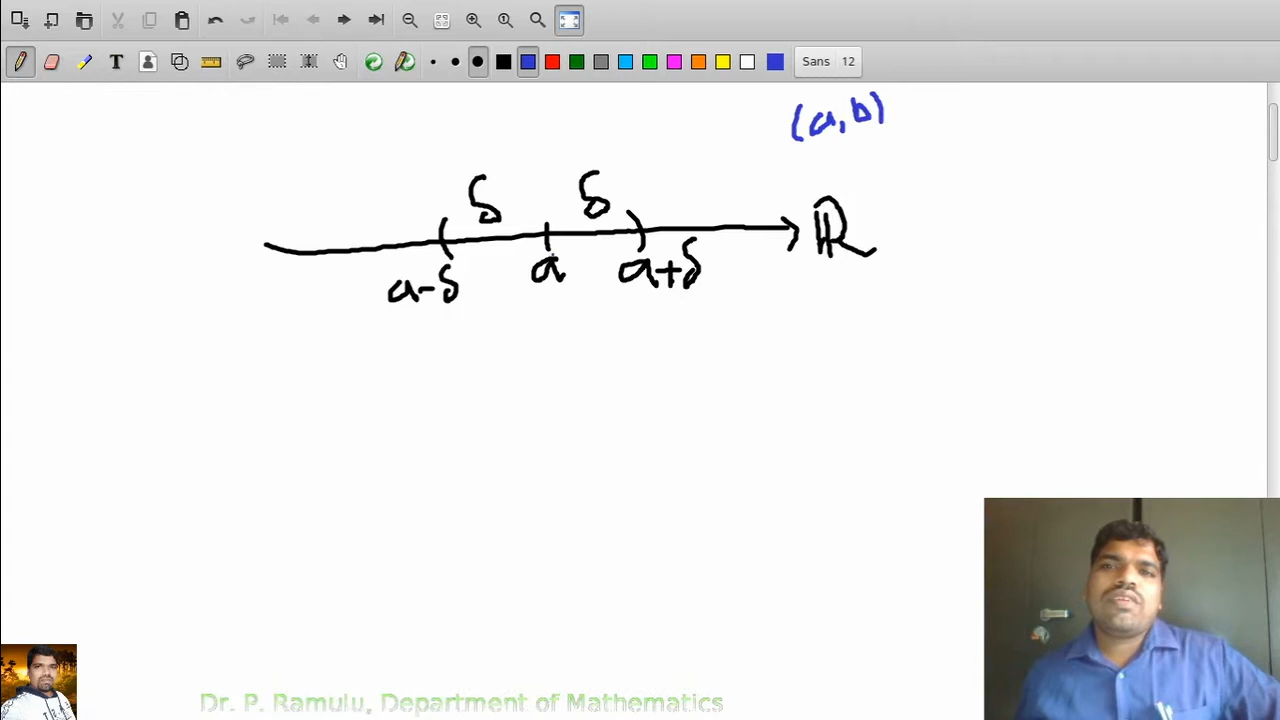 Sans 12
(a,b)
δ δ
ℝ
a-δ a a+δ
Dr. P. Ramulu, Department of Mathematics